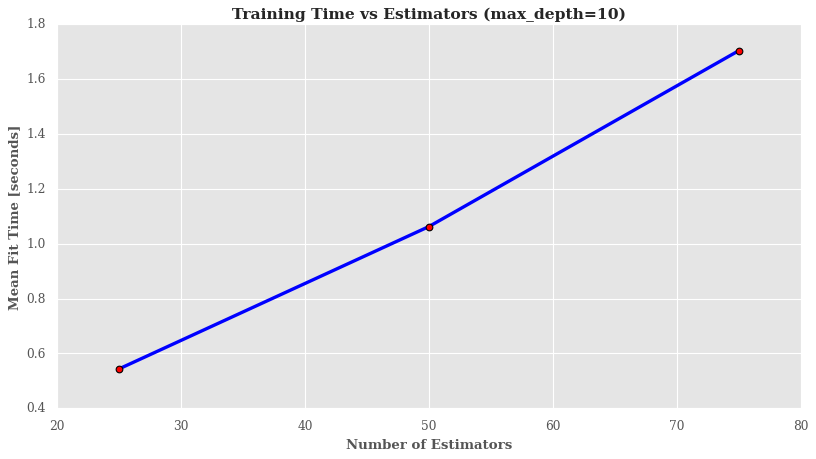 Training Time vs Estimators (max_depth=10)
1.8
1.6
1.4
1.2
1.0
0.8
0.6
0.4
Mean Fit Time [seconds]
20 30 40 50 60 70 80
Number of Estimators